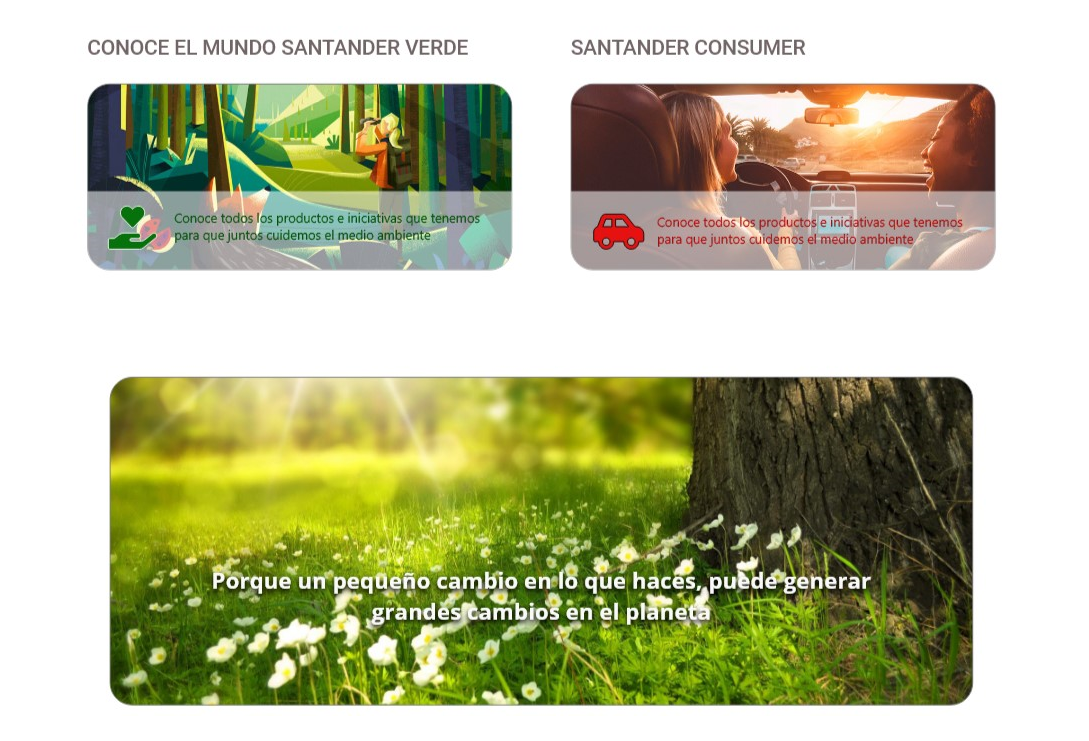 CONOCE EL MUNDO SANTANDER VERDE
SANTANDER CONSUMER
Conoce todos los productos e iniciativas que tenemos
para que juntos cuidemos el medio ambiente
Conoce todos los productos e iniciativas que tenemos
para que juntos cuidemos el medio ambiente
Porque un pequeño cambio en lo que haces, puede generar
grandes cambios en el planeta